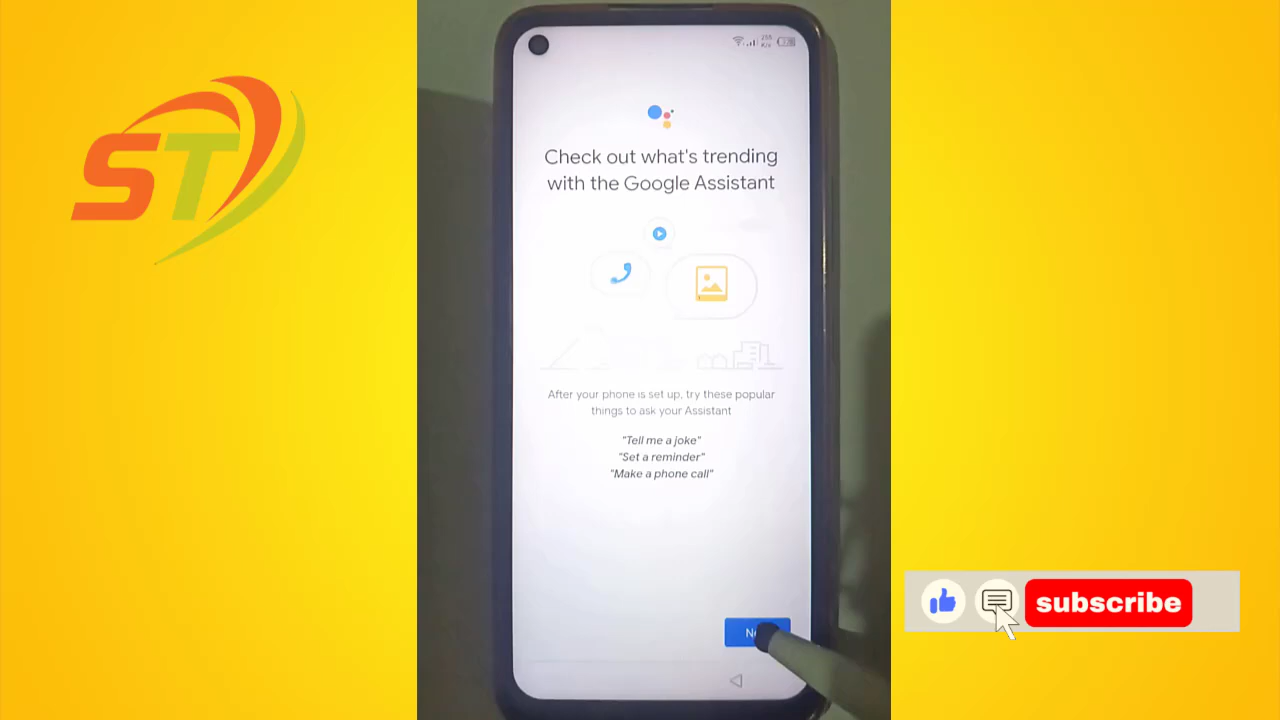 ST
255
K/s
Check out what's trending
with the Google Assistant
After your phone is set up, try these popular
things to ask your Assistant
"Tell me a joke"
"Set a reminder"
"Make a phone call"
subscribe